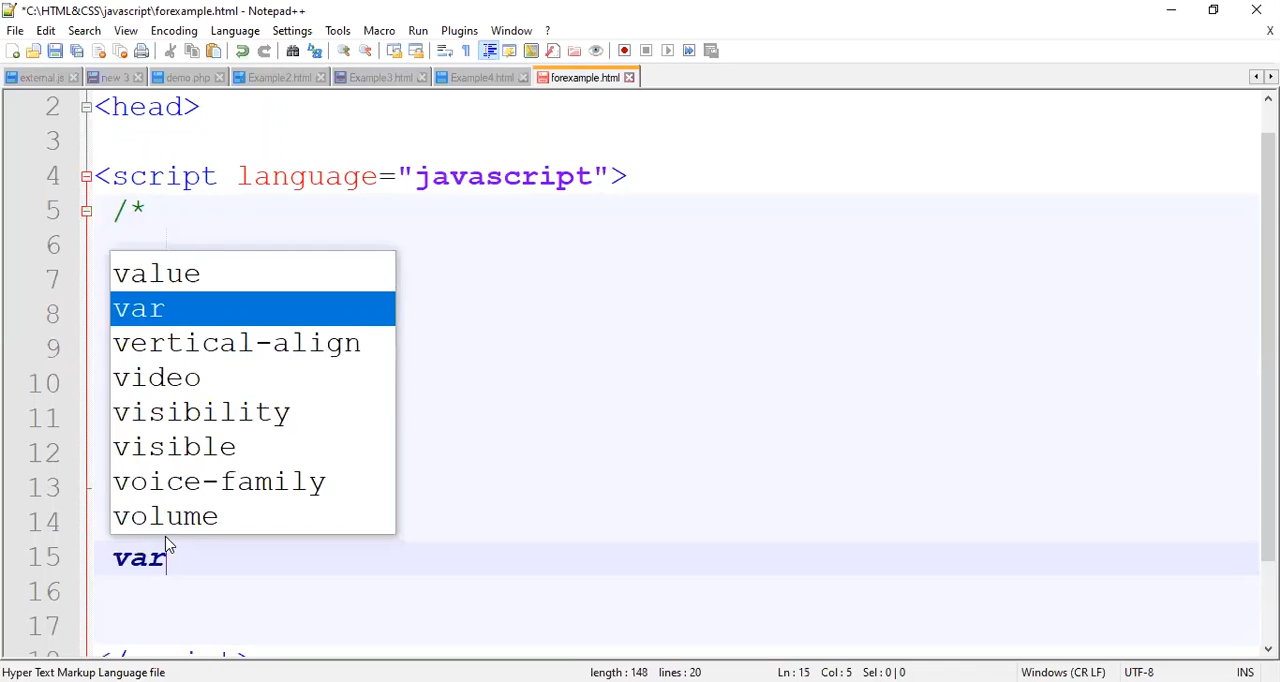 *C:\HTML&CSS\javascript\forexample.html - Notepad++
File Edit Search View Encoding Language Settings Tools Macro Run Plugins Window ? X
external.js new 3 demo php Example2.html Example3.html Example4.html forexample.html
2 <head>
3
4 <script language="javascript">
5 /*
6
7 value
8 var
9 vertical-align
10 video
11 visibility
12 visible
13 voice-family
14 volume
15 var
16
17
18 </script>
Hyper Text Markup Language file length : 148 lines : 20 Ln : 15 Col : 5 Sel : 0 | 0 Windows (CR LF) UTF-8 INS